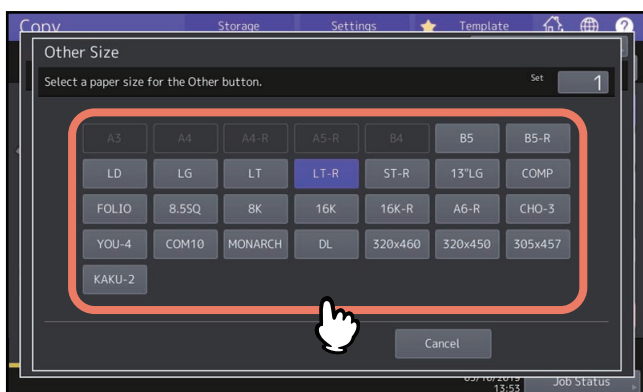 Copy Storage Settings Template ?
Other Size
Select a paper size for the Other button. Set 1
A3 A4 A4-R A5-R B4 B5 B5-R
LD LG LT LT-R ST-R 13"LG COMP
FOLIO 8.5SQ 8K 16K 16K-R A6-R CHO-3
YOU-4 COM10 MONARCH DL 320x460 320x450 305x457
KAKU-2
Cancel
13:53 Job Status